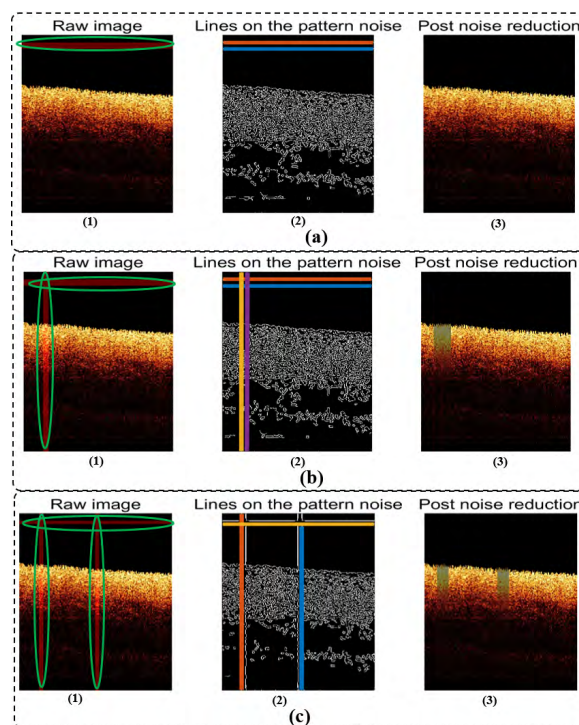 Raw image Lines on the pattern noise Post noise reduction
(1) (2) (3)
(a)
Raw image Lines on the pattern noise Post noise reduction
(1) (2) (3)
(b)
Raw image Lines on the pattern noise Post noise reduction
(1) (2) (3)
(c)